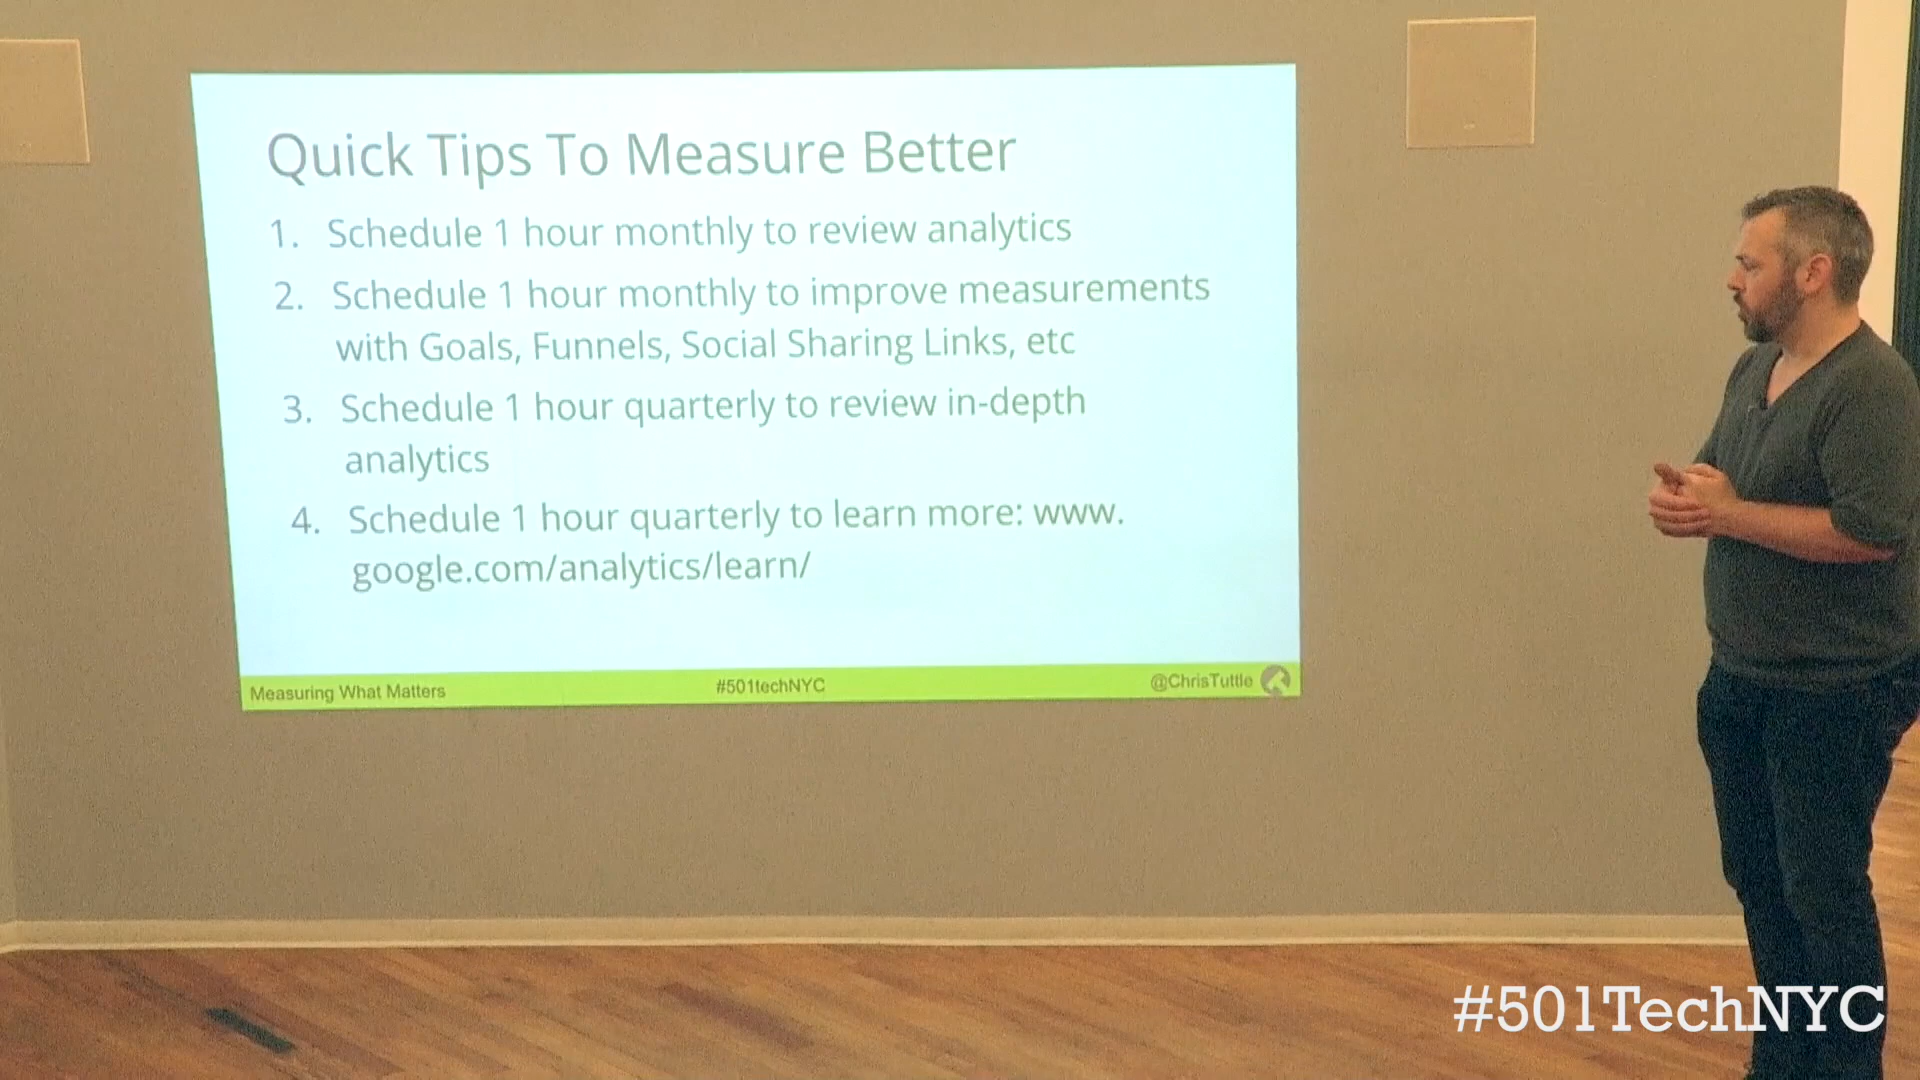 Quick Tips To Measure Better
1. Schedule 1 hour monthly to review analytics
2. Schedule 1 hour monthly to improve measurements
with Goals, Funnels, Social Sharing Links, etc
3. Schedule 1 hour quarterly to review in-depth
analytics
4. Schedule 1 hour quarterly to learn more: www.
google.com/analytics/learn/
Measuring What Matters
#501techNYC
@ChrisTuttle
#501TechNYC